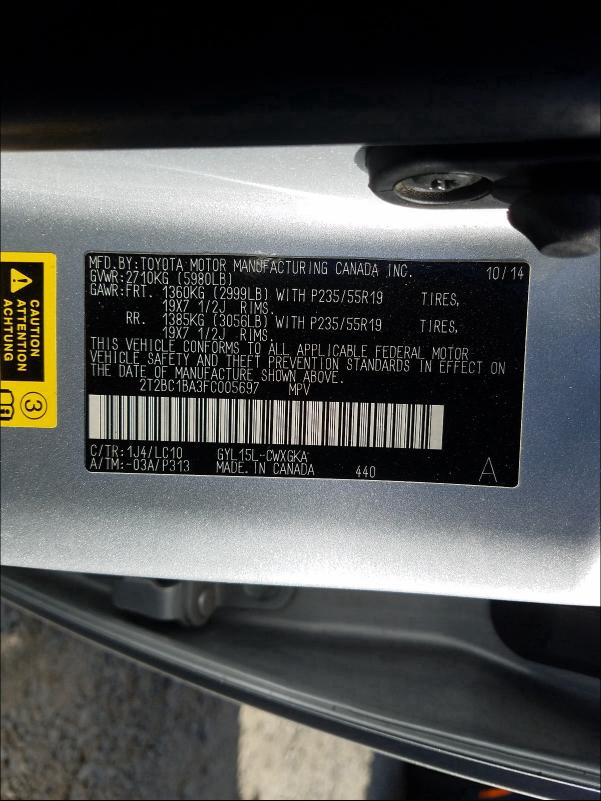 MFD.BY:TOYOTA MOTOR MANUFACTURING CANADA INC. 10/14
GVWR:2710KG (5980LB)
GAWR:FRT. 1360KG (2999LB) WITH P235/55R19 TIRES,
19X7 1/2J RIMS.
RR. 1385KG (3056LB) WITH P235/55R19 TIRES,
19X7 1/2J RIMS.
THIS VEHICLE CONFORMS TO ALL APPLICABLE FEDERAL MOTOR
VEHICLE SAFETY AND THEFT PREVENTION STANDARDS IN EFFECT ON
THE DATE OF MANUFACTURE SHOWN ABOVE.
2T2BC1BA3FC005697 MPV
C/TR:1J4/LC10 GYL15L-CWXGKA
A/TM:-03A/P313 MADE IN CANADA 440 A
CAUTION
ATTENTION
ACHTUNG
3